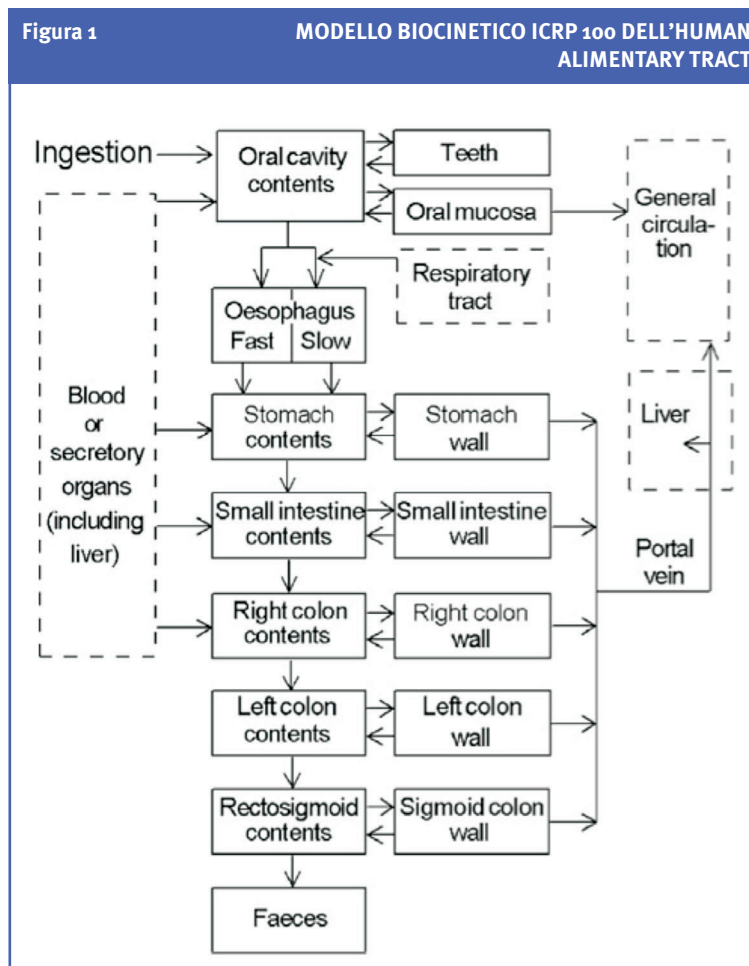 Figura 1
MODELLO BIOCINETICO ICRP 100 DELL'HUMAN
ALIMENTARY TRACT
Ingestion
Oral cavity
contents
Teeth
Oral mucosa
General
circula-
tion
Respiratory
tract
Oesophagus
Fast Slow
Blood
or
secretory
organs
(including
liver)
Stomach
contents
Stomach
wall
Liver
Small intestine
contents
Small intestine
wall
Portal
vein
Right colon
contents
Right colon
wall
Left colon
contents
Left colon
wall
Rectosigmoid
contents
Sigmoid colon
wall
Faeces